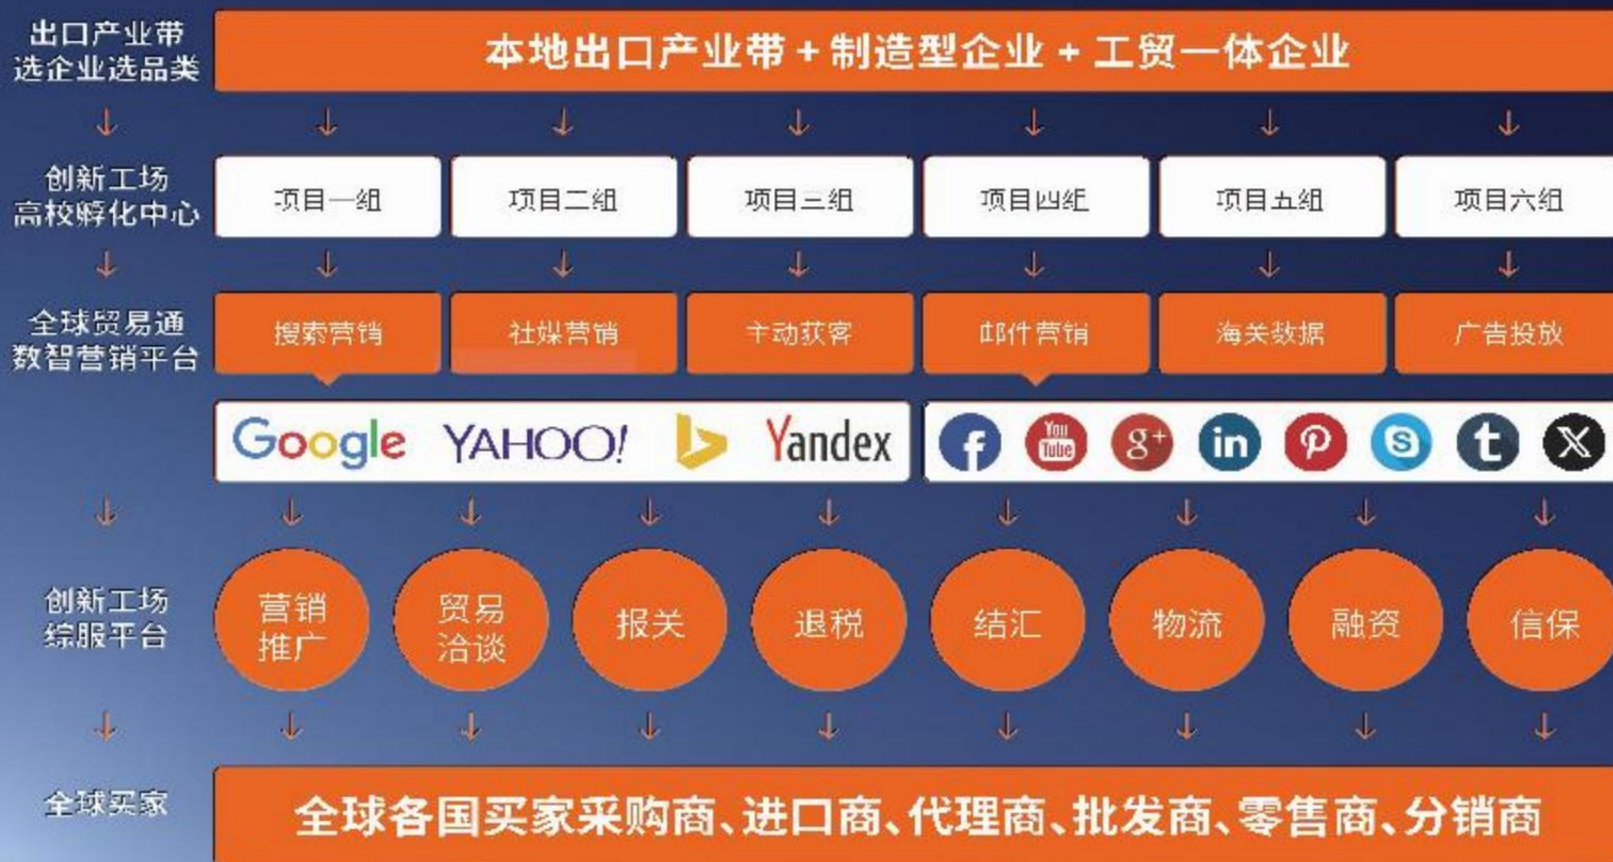 出口产业带
选企业选品类
本地出口产业带+制造型企业+工贸一体企业
创新工场
高校孵化中心
项目一组
项目二组
项目三组
项目四组
项目五组
项目六组
全球贸易通
数智营销平台
搜索营销
社媒营销
主动获客
邮件营销
海关数据
广告投放
Google
YAHOO!
Yandex
f
You
Tube
g+
in
P
S
t
X
创新工场
综服平台
营销
推广
贸易
洽谈
报关
退税
结汇
物流
融资
信保
全球买家
全球各国买家采购商、进口商、代理商、批发商、零售商、分销商